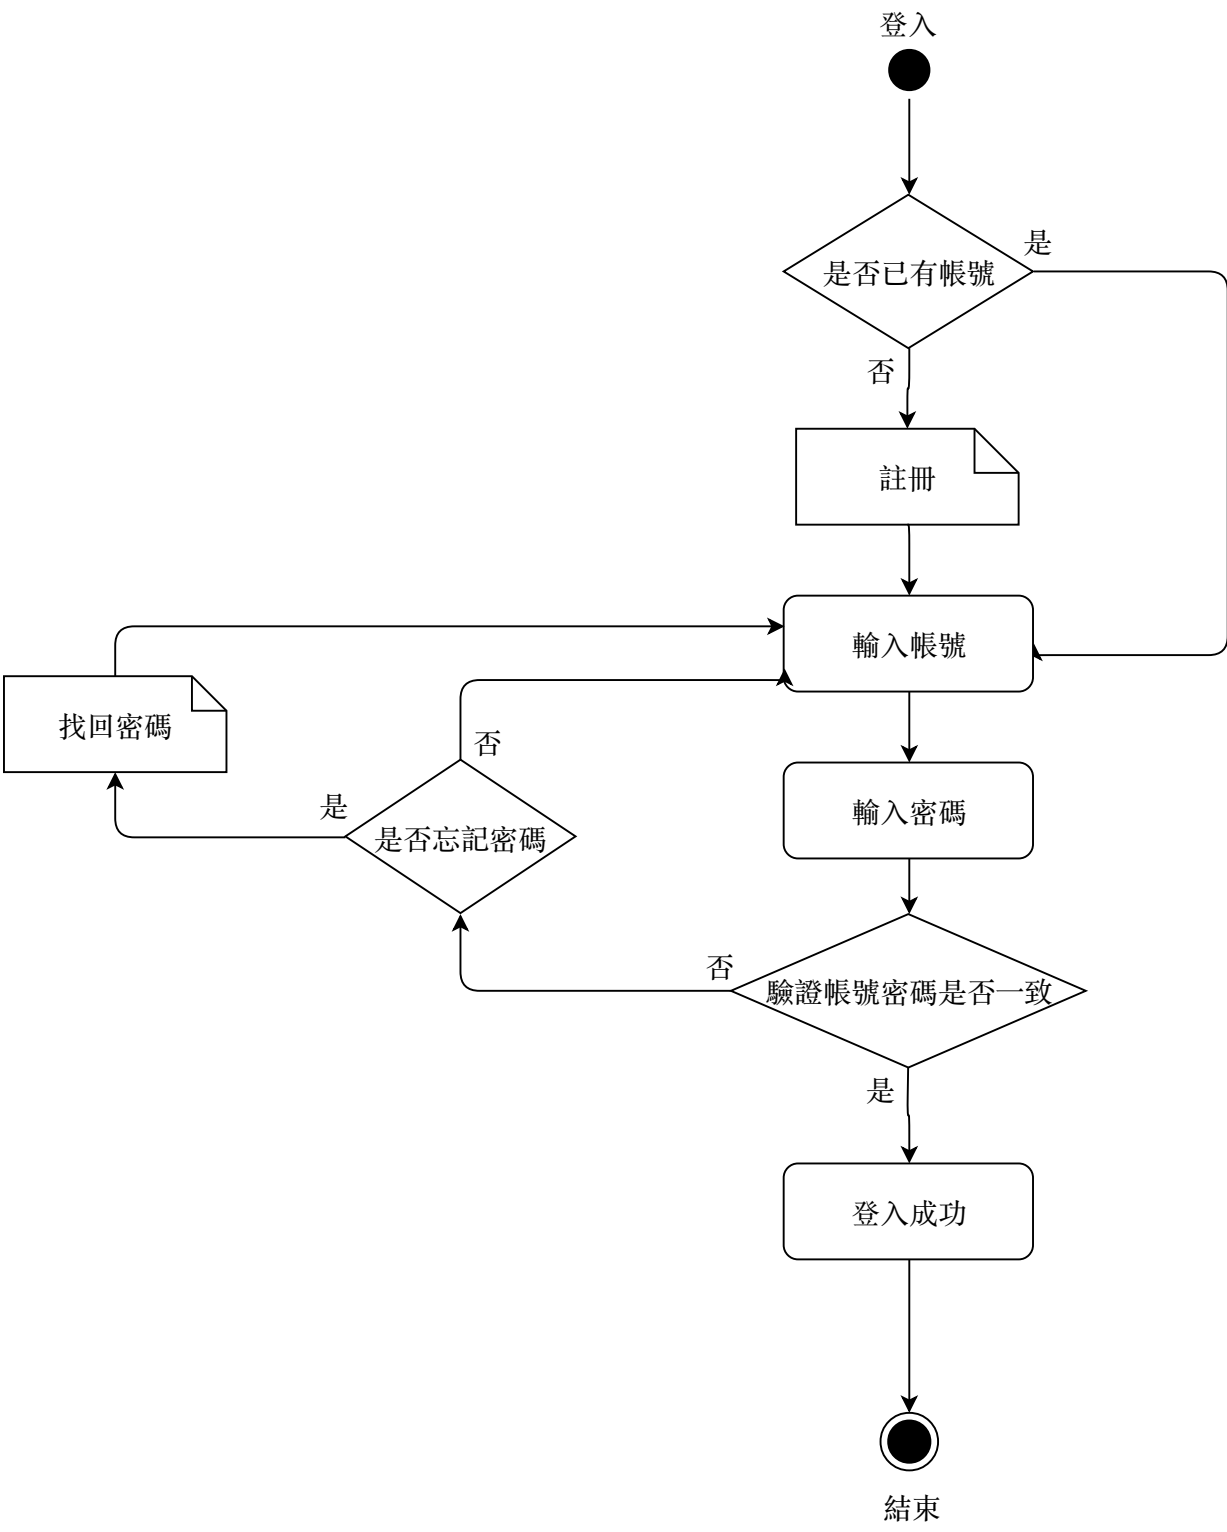 登入
是
是否已有帳號
否
註冊
輸入帳號
找回密碼
否
是
輸入密碼
是否忘記密碼
否
驗證帳號密碼是否一致
是
登入成功
結束